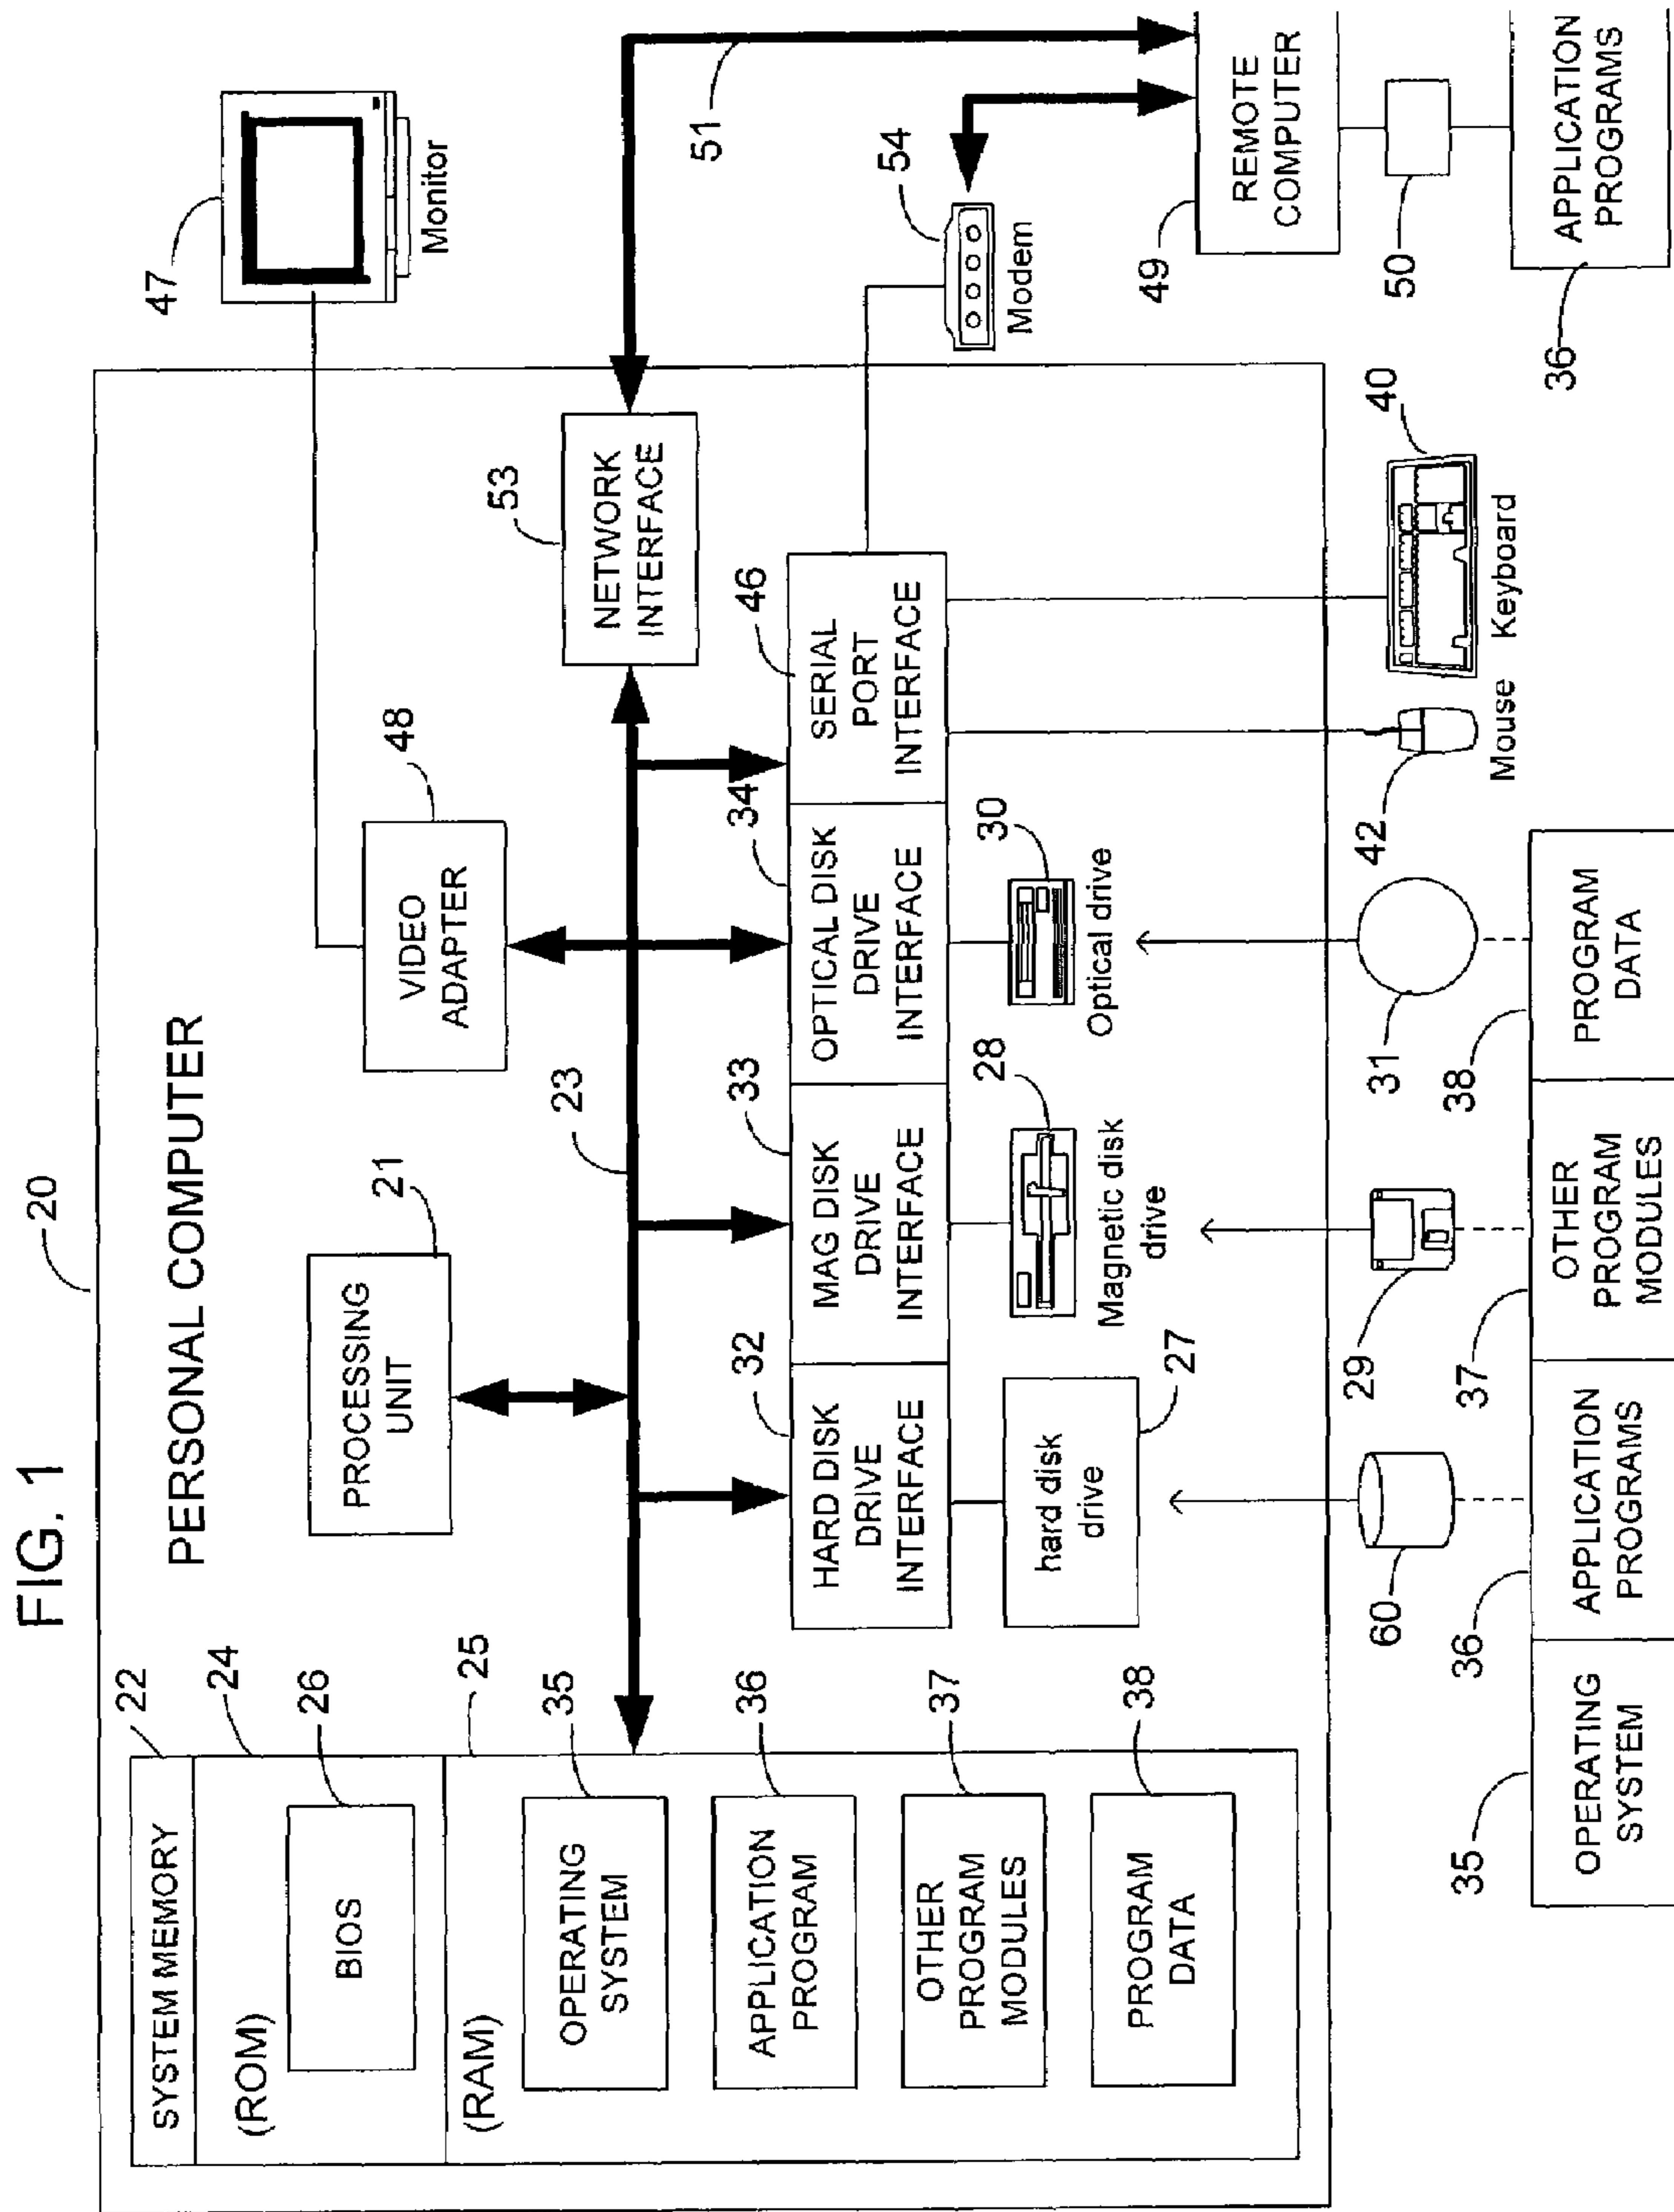 FIG. 1
20
PERSONAL COMPUTER
22
SYSTEM MEMORY
24
(ROM)
26
BIOS
25
(RAM)
35
OPERATING
SYSTEM
36
APPLICATION
PROGRAM
37
OTHER
PROGRAM
MODULES
38
PROGRAM
DATA
21
PROCESSING
UNIT
48
VIDEO
ADAPTER
47
Monitor
23
53
NETWORK
INTERFACE
51
32
HARD DISK
DRIVE
INTERFACE
33
MAG DISK
DRIVE
INTERFACE
34
OPTICAL DISK
DRIVE
INTERFACE
46
SERIAL
PORT
INTERFACE
54
Modem
27
hard disk
drive
28
Magnetic disk
drive
30
Optical drive
49
REMOTE
COMPUTER
60
29
31
42
Mouse
40
Keyboard
50
35
OPERATING
SYSTEM
36
APPLICATION
PROGRAMS
37
OTHER
PROGRAM
MODULES
38
PROGRAM
DATA
36
APPLICATION
PROGRAMS